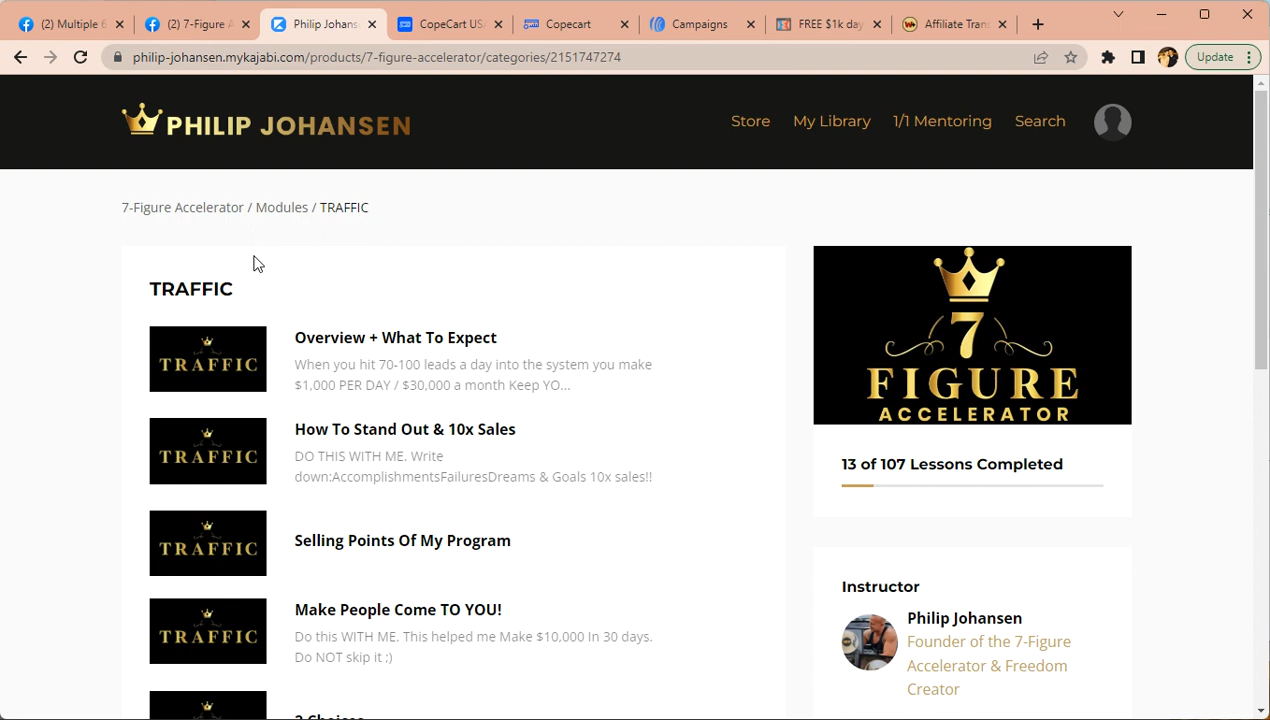 (2) Multiple 6
(2) 7-Figure A
Philip Johans
CopeCart US
Copecart
Campaigns
FREE $1k day
Affiliate Tran
philip-johansen.mykajabi.com/products/7-figure-accelerator/categories/2151747274
Update
PHILIP JOHANSEN
Store
My Library
1/1 Mentoring
Search
7-Figure Accelerator / Modules / TRAFFIC
TRAFFIC
TRAFFIC
Overview + What To Expect
When you hit 70-100 leads a day into the system you make
$1,000 PER DAY / $30,000 a month Keep YO...
TRAFFIC
How To Stand Out & 10x Sales
DO THIS WITH ME. Write
down:AccomplishmentsFailuresDreams & Goals 10x sales!!
TRAFFIC
Selling Points Of My Program
TRAFFIC
Make People Come TO YOU!
Do this WITH ME. This helped me Make $10,000 In 30 days.
Do NOT skip it ;)
7
FIGURE
ACCELERATOR
13 of 107 Lessons Completed
Instructor
Philip Johansen
Founder of the 7-Figure
Accelerator & Freedom
Creator